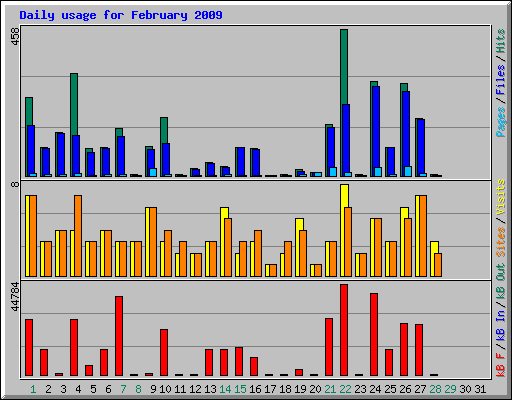 Daily usage for February 2009
458
Pages / Files / Hits
8
Sites / Visits
44784
kB F / kB In / kB Out
1 2 3 4 5 6 7 8 9 10 11 12 13 14 15 16 17 18 19 20 21 22 23 24 25 26 27 28 29 30 31